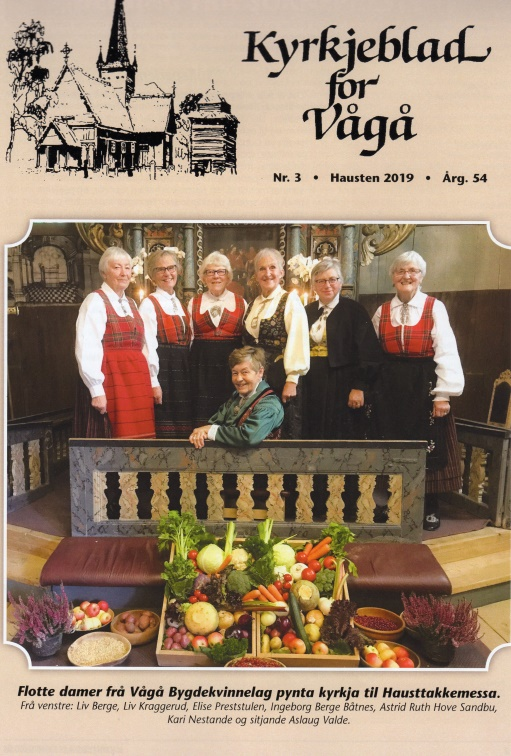 Kyrkjeblad
for
Vågå
Nr. 3 • Hausten 2019 • Årg. 54
Flotte damer frå Vågå Bygdekvinnelag pynta kyrkja til Hausttakkemessa.
Frå venstre: Liv Berge, Liv Kraggerud, Elise Preststulen, Ingeborg Berge Båtnes, Astrid Ruth Hove Sandbu,
Kari Nestande og sitjande Aslaug Valde.